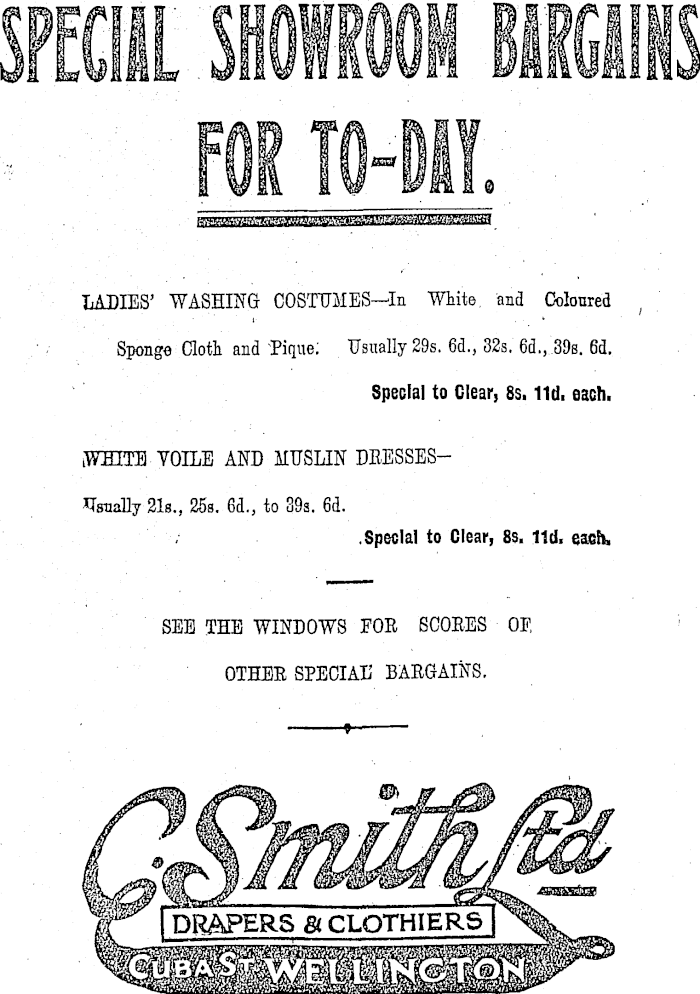 SPECIAL SHOWROOM BARGAINS
FOR TO-DAY.
LADIES' WASHING COSTUMES—In White and Coloured
Sponge Cloth and Pique. Usually 29s. 6d., 32s. 6d., 39s. 6d.
Special to Clear, 8s. 11d. each.
WHITE VOILE AND MUSLIN DRESSES—
Usually 21s., 25s. 6d., to 39s. 6d.
Special to Clear, 8s. 11d. each.
SEE THE WINDOWS FOR SCORES OF
OTHER SPECIAL BARGAINS.
C. Smith Ltd
DRAPERS & CLOTHIERS
CUBA ST. WELLINGTON